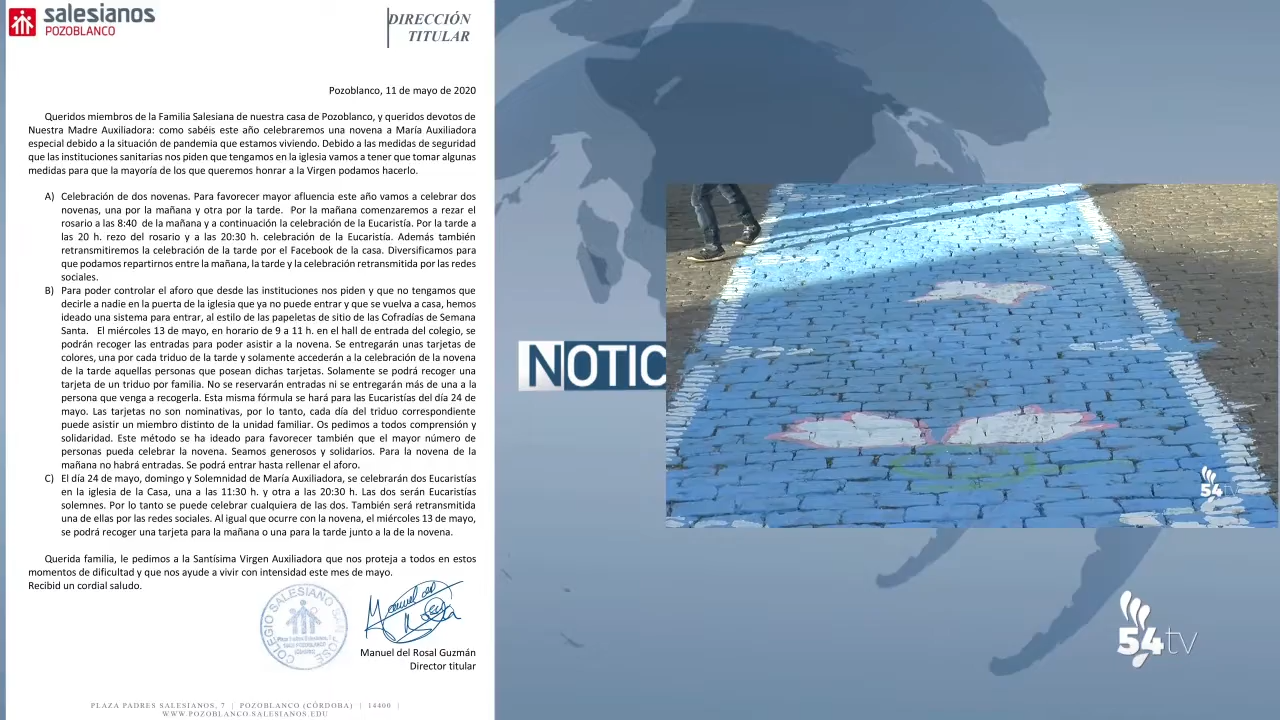 salesianos
POZOBLANCO
DIRECCIÓN
TITULAR
Pozoblanco, 11 de mayo de 2020
Queridos miembros de la Familia Salesiana de nuestra casa de Pozoblanco, y queridos devotos de
Nuestra Madre Auxiliadora: como sabéis este año celebraremos una novena a María Auxiliadora
especial debido a la situación de pandemia que estamos viviendo. Debido a las medidas de seguridad
que las instituciones sanitarias nos piden que tengamos en la iglesia vamos a tener que tomar algunas
medidas para que la mayoría de los que queremos honrar a la Virgen podamos hacerlo.
A) Celebración de dos novenas. Para favorecer mayor afluencia este año vamos a celebrar dos
novenas, una por la mañana y otra por la tarde. Por la mañana comenzaremos a rezar el
rosario a las 8:40 de la mañana y a continuación la celebración de la Eucaristía. Por la tarde a
las 20 h. rezo del rosario y a las 20:30 h. celebración de la Eucaristía. Además también
retransmitiremos la celebración de la tarde por el Facebook de la casa. Diversificamos para
que podamos repartirnos entre la mañana, la tarde y la celebración retransmitida por las redes
sociales.
B) Para poder controlar el aforo que desde las instituciones nos piden y que no tengamos que
decirle a nadie en la puerta de la iglesia que ya no puede entrar y que se vuelva a casa, hemos
ideado una sistema para entrar, al estilo de las papeletas de sitio de las Cofradías de Semana
Santa. El miércoles 13 de mayo, en horario de 9 a 11 h. en el hall de entrada del colegio, se
podrán recoger las entradas para poder asistir a la novena. Se entregarán unas tarjetas de
colores, una por cada triduo de la tarde y solamente accederán a la celebración de la novena
de la tarde aquellas personas que posean dichas tarjetas. Solamente se podrá recoger una
tarjeta de un triduo por familia. No se reservarán entradas ni se entregarán más de una a la
persona que venga a recogerla. Esta misma fórmula se hará para las Eucaristías del día 24 de
mayo. Las tarjetas no son nominativas, por lo tanto, cada día del triduo correspondiente
puede asistir un miembro distinto de la unidad familiar. Os pedimos a todos comprensión y
solidaridad. Este método se ha ideado para favorecer también que el mayor número de
personas pueda celebrar la novena. Seamos generosos y solidarios. Para la novena de la
mañana no habrá entradas. Se podrá entrar hasta rellenar el aforo.
C) El día 24 de mayo, domingo y Solemnidad de María Auxiliadora, se celebrarán dos Eucaristías
en la iglesia de la Casa, una a las 11:30 h. y otra a las 20:30 h. Las dos serán Eucaristías
solemnes. Por lo tanto se puede celebrar cualquiera de las dos. También será retransmitida
una de ellas por las redes sociales. Al igual que ocurre con la novena, el miércoles 13 de mayo,
se podrá recoger una tarjeta para la mañana o una para la tarde junto a la de la novena.
Querida familia, le pedimos a la Santísima Virgen Auxiliadora que nos proteja a todos en estos
momentos de dificultad y que nos ayude a vivir con intensidad este mes de mayo.
Recibid un cordial saludo.
COLEGIO SALESIANO SAN JOSÉ
Manuel del Rosal Guzmán
Director titular
PLAZA PADRES SALESIANOS, 7 | POZOBLANCO (CÓRDOBA) | 14400 |
WWW.POZOBLANCO.SALESIANOS.EDU
NOTIC
54tv
54tv